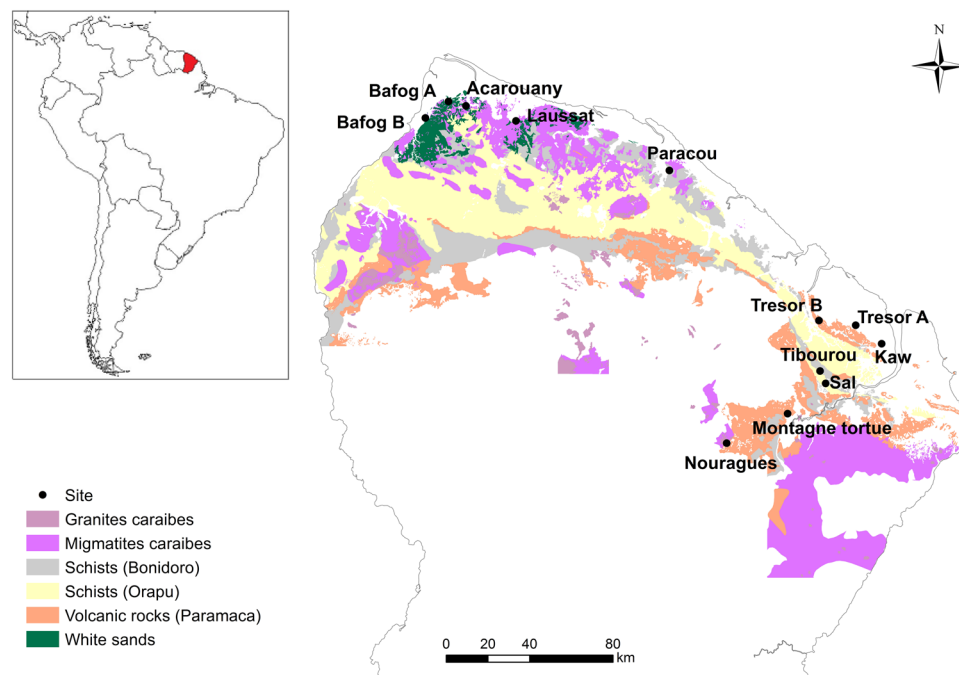 N
Bafog A
Acarouany
Bafog B
Laussat
Paracou
Tresor B
Tresor A
Kaw
Tibourou
Sal
Montagne tortue
Nouragues
Site
Granites caraibes
Migmatites caraibes
Schists (Bonidoro)
Schists (Orapu)
Volcanic rocks (Paramaca)
White sands
0 20 40 80
km